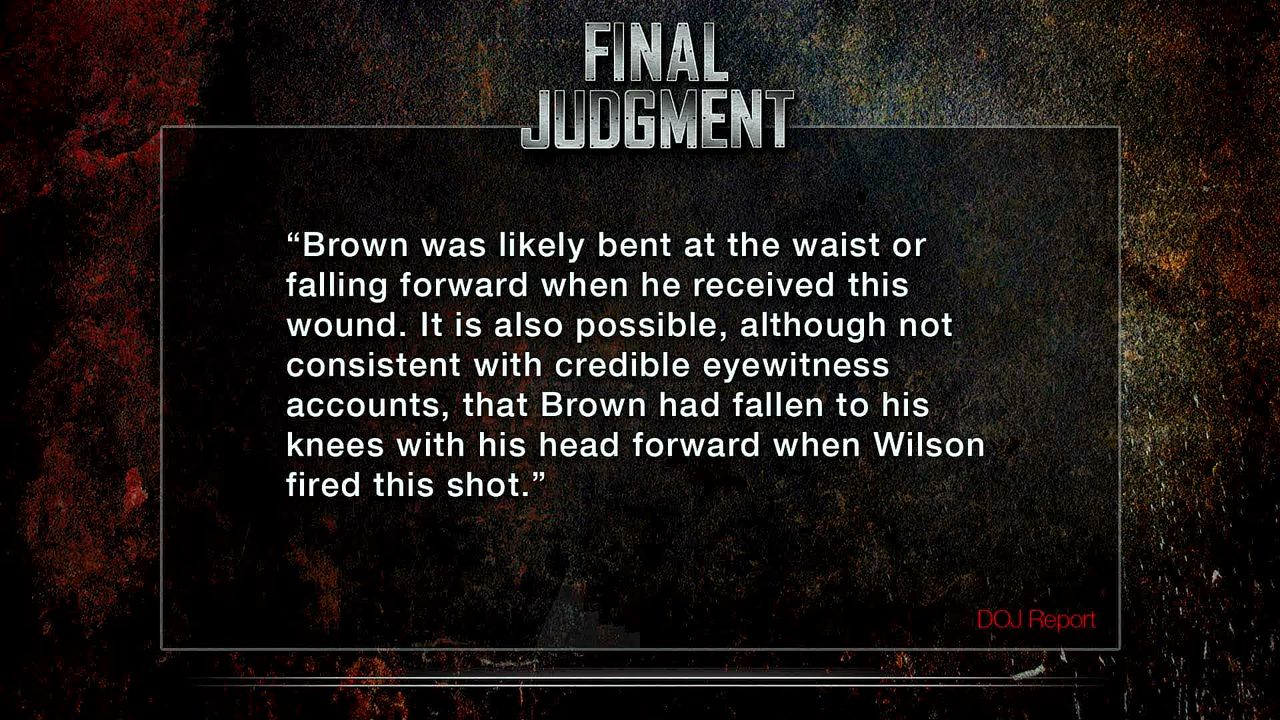 FINAL
JUDGMENT
“Brown was likely bent at the waist or
falling forward when he received this
wound. It is also possible, although not
consistent with credible eyewitness
accounts, that Brown had fallen to his
knees with his head forward when Wilson
fired this shot.”
DOJ Report